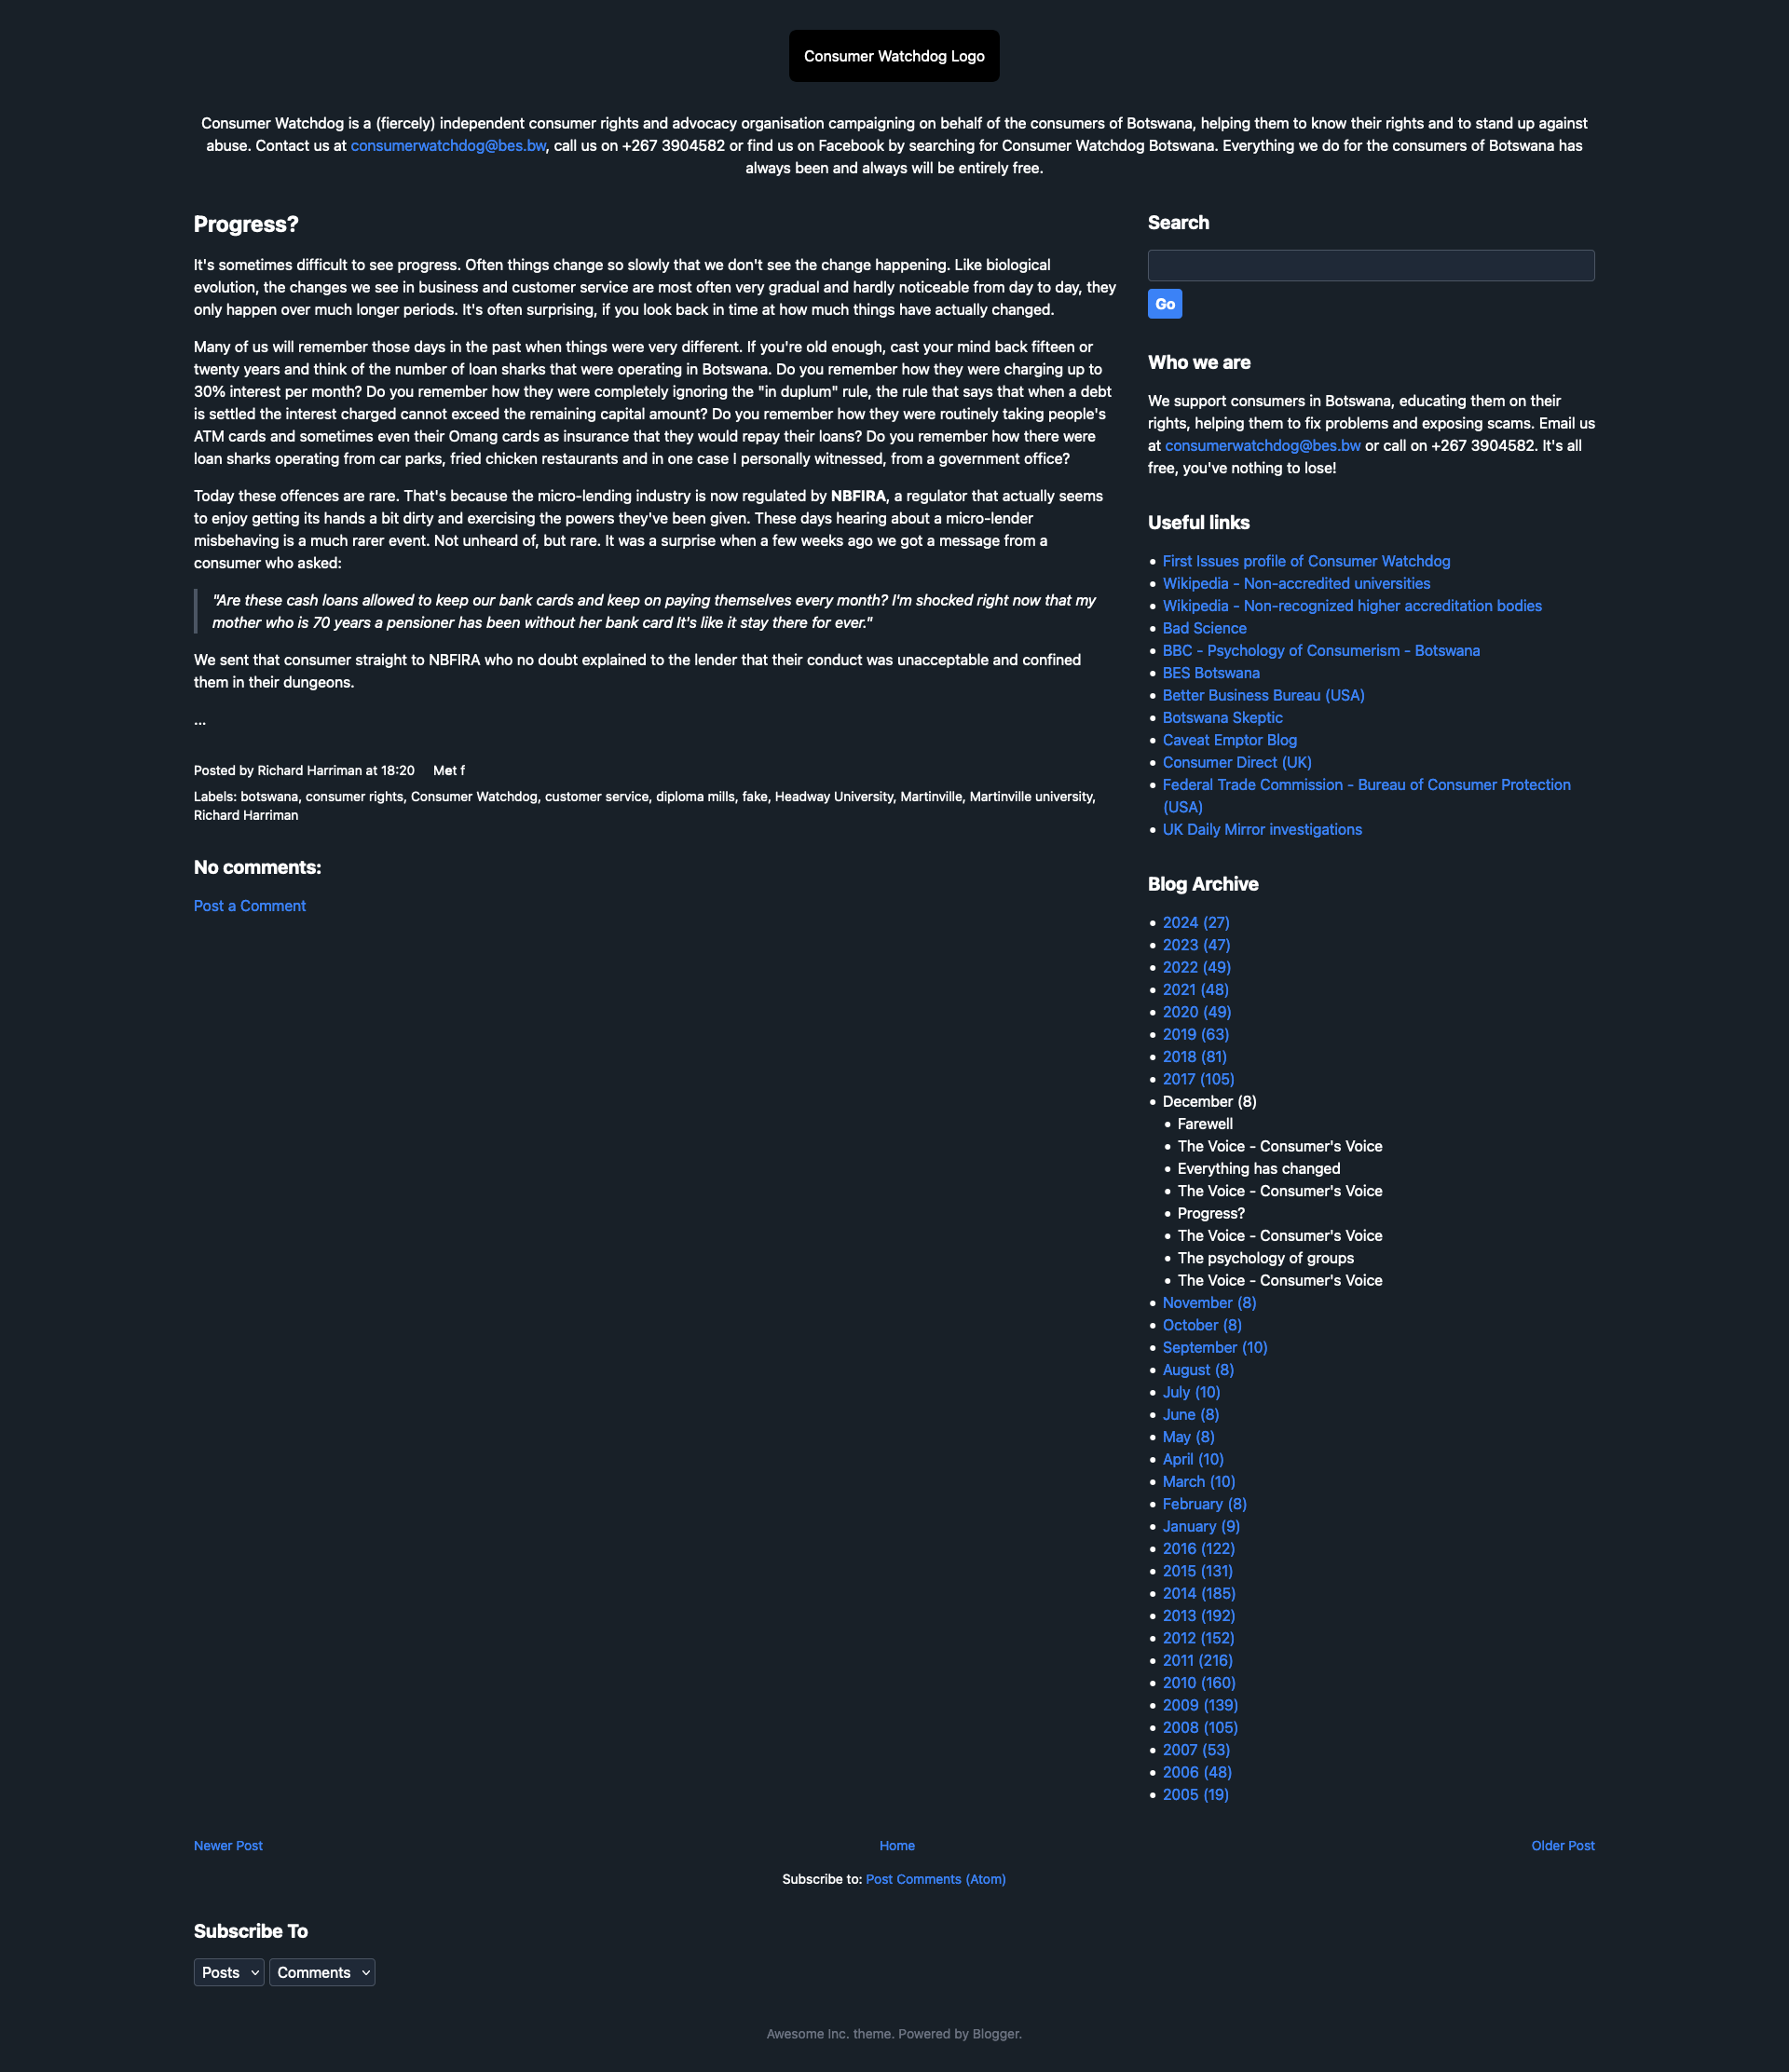 Consumer Watchdog Logo
Consumer Watchdog is a (fiercely) independent consumer rights and advocacy organisation campaigning on behalf of the consumers of Botswana, helping them to know their rights and to stand up against
abuse. Contact us at consumerwatchdog@bes.bw, call us on +267 3904582 or find us on Facebook by searching for Consumer Watchdog Botswana. Everything we do for the consumers of Botswana has
always been and always will be entirely free.
Progress?
It's sometimes difficult to see progress. Often things change so slowly that we don't see the change happening. Like biological
evolution, the changes we see in business and customer service are most often very gradual and hardly noticeable from day to day, they
only happen over much longer periods. It's often surprising, if you look back in time at how much things have actually changed.
Many of us will remember those days in the past when things were very different. If you're old enough, cast your mind back fifteen or
twenty years and think of the number of loan sharks that were operating in Botswana. Do you remember how they were charging up to
30% interest per month? Do you remember how they were completely ignoring the "in duplum" rule, the rule that says that when a debt
is settled the interest charged cannot exceed the remaining capital amount? Do you remember how they were routinely taking people's
ATM cards and sometimes even their Omang cards as insurance that they would repay their loans? Do you remember how there were
loan sharks operating from car parks, fried chicken restaurants and in one case I personally witnessed, from a government office?
Today these offences are rare. That's because the micro-lending industry is now regulated by NBFIRA, a regulator that actually seems
to enjoy getting its hands a bit dirty and exercising the powers they've been given. These days hearing about a micro-lender
misbehaving is a much rarer event. Not unheard of, but rare. It was a surprise when a few weeks ago we got a message from a
consumer who asked:
"Are these cash loans allowed to keep our bank cards and keep on paying themselves every month? I'm shocked right now that my
mother who is 70 years a pensioner has been without her bank card It's like it stay there for ever."
We sent that consumer straight to NBFIRA who no doubt explained to the lender that their conduct was unacceptable and confined
them in their dungeons.
...
Posted by Richard Harriman at 18:20 Met f
Labels: botswana, consumer rights, Consumer Watchdog, customer service, diploma mills, fake, Headway University, Martinville, Martinville university,
Richard Harriman
No comments:
Post a Comment
Search
Go
Who we are
We support consumers in Botswana, educating them on their
rights, helping them to fix problems and exposing scams. Email us
at consumerwatchdog@bes.bw or call on +267 3904582. It's all
free, you've nothing to lose!
Useful links
First Issues profile of Consumer Watchdog
Wikipedia - Non-accredited universities
Wikipedia - Non-recognized higher accreditation bodies
Bad Science
BBC - Psychology of Consumerism - Botswana
BES Botswana
Better Business Bureau (USA)
Botswana Skeptic
Caveat Emptor Blog
Consumer Direct (UK)
Federal Trade Commission - Bureau of Consumer Protection
(USA)
UK Daily Mirror investigations
Blog Archive
2024 (27)
2023 (47)
2022 (49)
2021 (48)
2020 (49)
2019 (63)
2018 (81)
2017 (105)
December (8)
Farewell
The Voice - Consumer's Voice
Everything has changed
The Voice - Consumer's Voice
Progress?
The Voice - Consumer's Voice
The psychology of groups
The Voice - Consumer's Voice
November (8)
October (8)
September (10)
August (8)
July (10)
June (8)
May (8)
April (10)
March (10)
February (8)
January (9)
2016 (122)
2015 (131)
2014 (185)
2013 (192)
2012 (152)
2011 (216)
2010 (160)
2009 (139)
2008 (105)
2007 (53)
2006 (48)
2005 (19)
Newer Post Home Older Post
Subscribe to: Post Comments (Atom)
Subscribe To
Posts Comments
Awesome Inc. theme. Powered by Blogger.